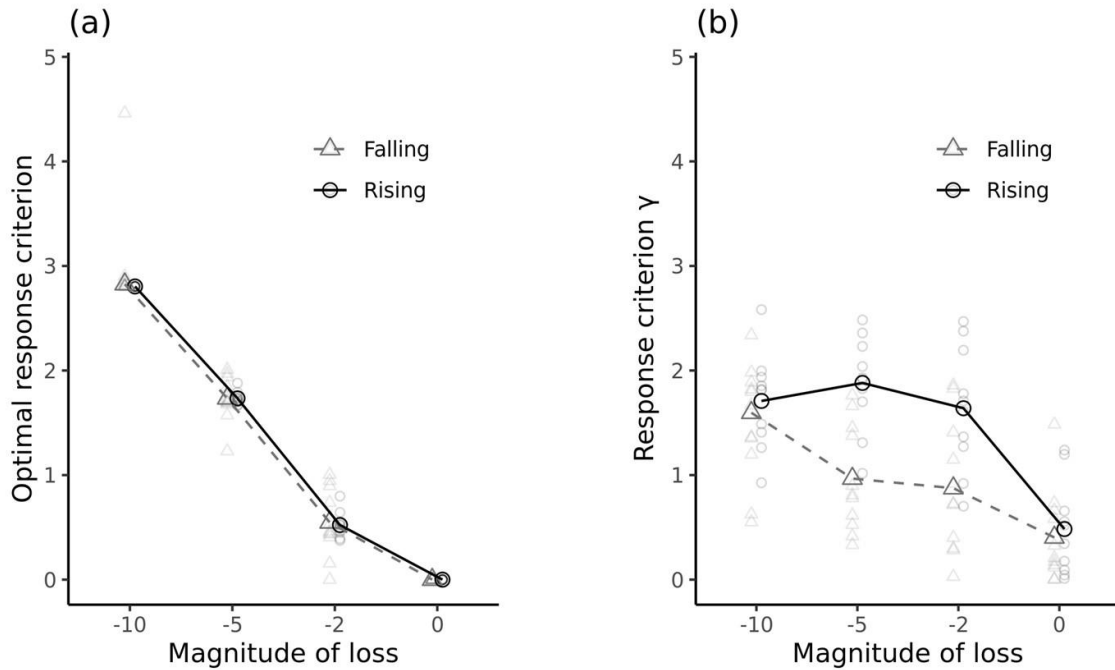 (a)
5
4
3
2
1
0
Optimal response criterion
Falling
Rising
-10 -5 -2 0
Magnitude of loss
(b)
5
4
3
2
1
0
Response criterion γ
Falling
Rising
-10 -5 -2 0
Magnitude of loss